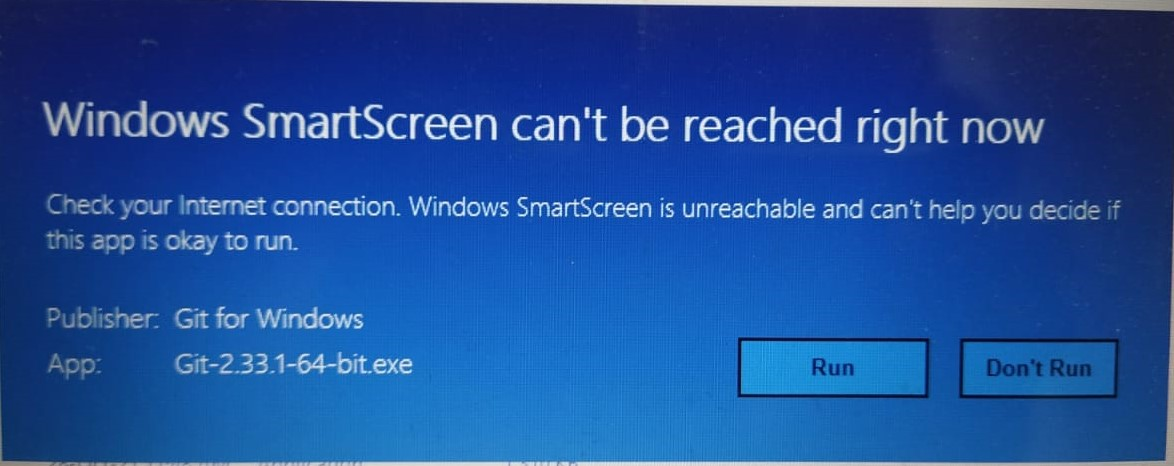 Windows SmartScreen can't be reached right now
Check your Internet connection. Windows SmartScreen is unreachable and can't help you decide if
this app is okay to run.
Publisher: Git for Windows
App: Git-2.33.1-64-bit.exe
Run Don't Run